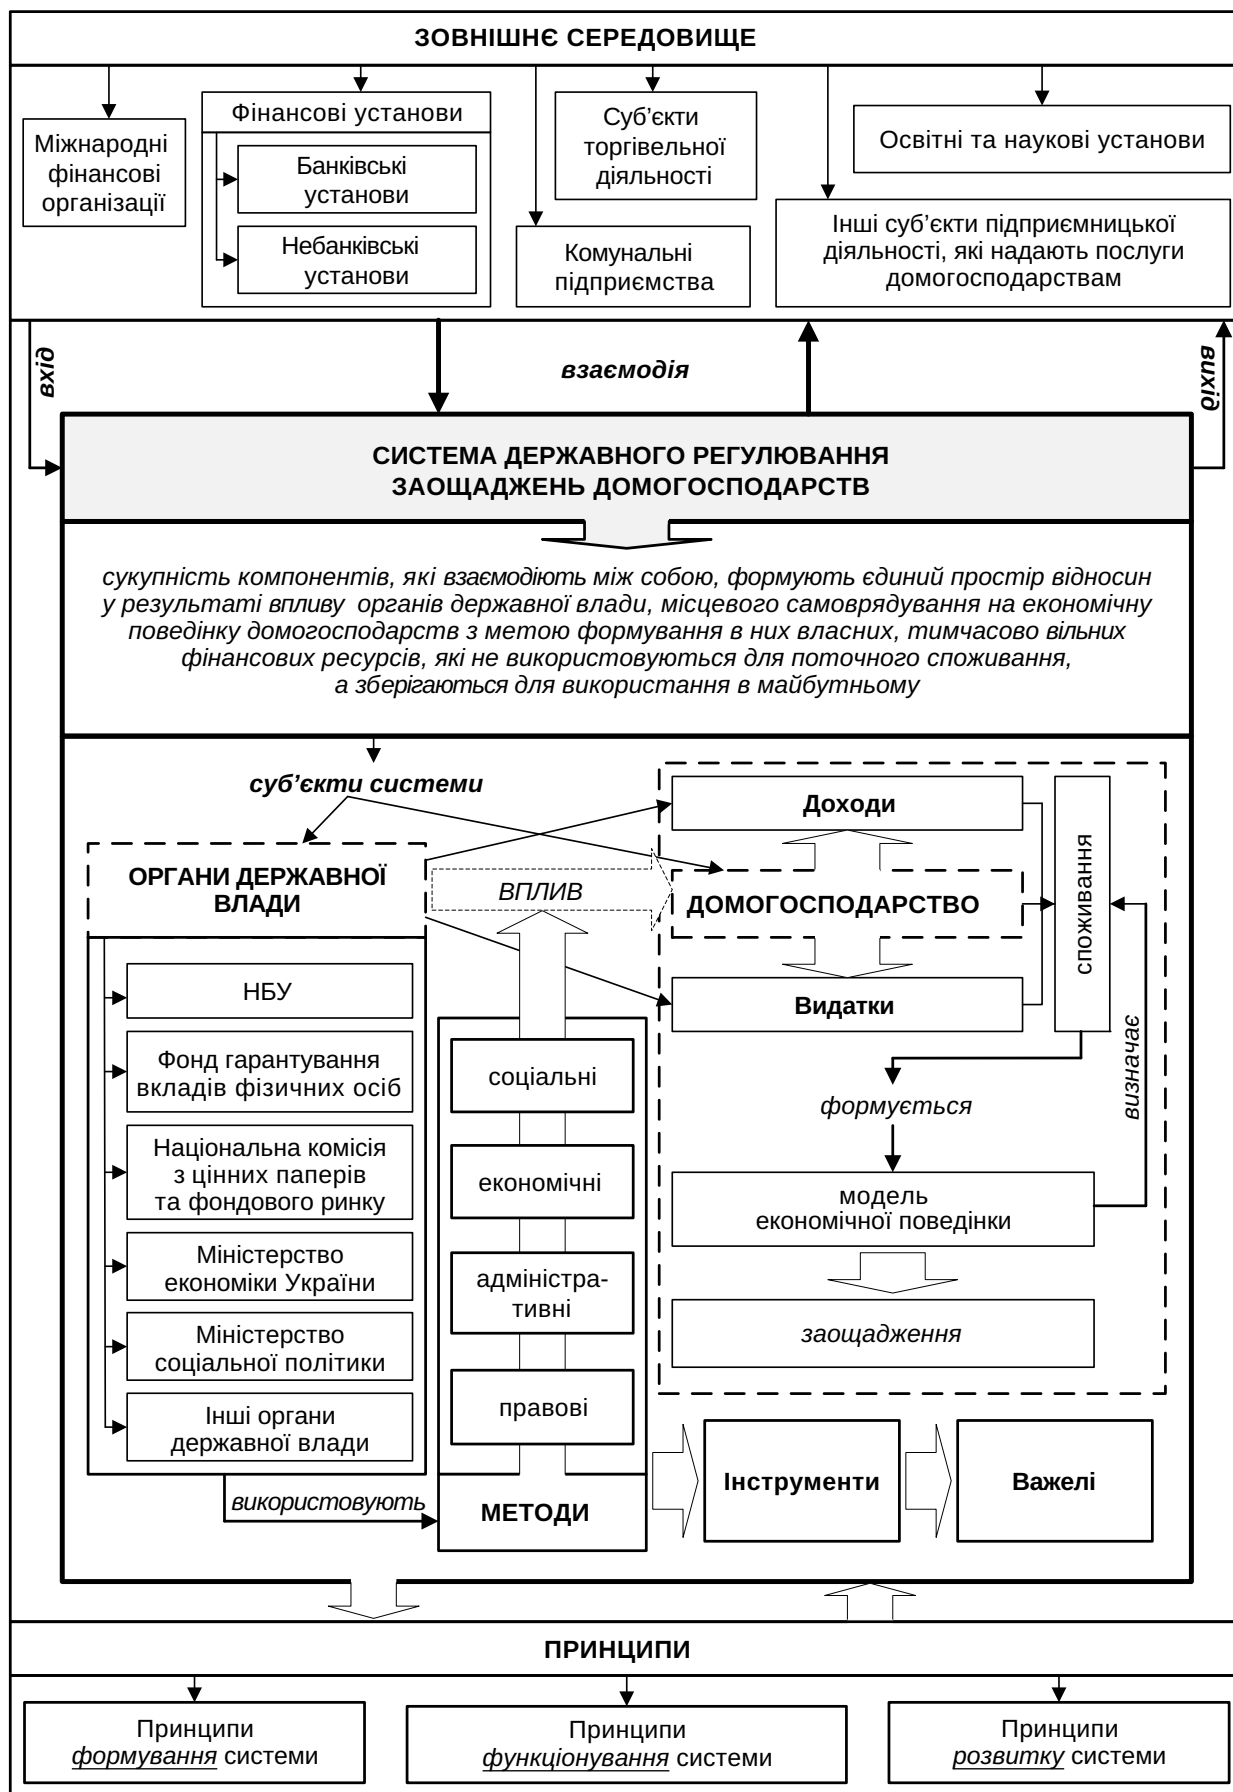 ЗОВНІШНЄ СЕРЕДОВИЩЕ
Міжнародні
фінансові
організації
Фінансові установи
Банківські
установи
Небанківські
установи
Комунальні
підприємства
Суб’єкти
торгівельної
діяльності
Освітні та наукові установи
Інші суб’єкти підприємницької
діяльності, які надають послуги
домогосподарствам
вхід
взаємодія
вихід
СИСТЕМА ДЕРЖАВНОГО РЕГУЛЮВАННЯ
ЗАОЩАДЖЕНЬ ДОМОГОСПОДАРСТВ
сукупність компонентів, які взаємодіють між собою, формують єдиний простір відносин
у результаті впливу органів державної влади, місцевого самоврядування на економічну
поведінку домогосподарств з метою формування в них власних, тимчасово вільних
фінансових ресурсів, які не використовуються для поточного споживання,
а зберігаються для використання в майбутньому
суб’єкти системи
ОРГАНИ ДЕРЖАВНОЇ
ВЛАДИ
НБУ
Фонд гарантування
вкладів фізичних осіб
Національна комісія
з цінних паперів
та фондового ринку
Міністерство
економіки України
Міністерство
соціальної політики
Інші органи
державної влади
використовують
ВПЛИВ
соціальні
економічні
адміністра-
тивні
правові
МЕТОДИ
Доходи
ДОМОГОСПОДАРСТВО
Видатки
споживання
визначає
формується
модель
економічної поведінки
заощадження
Інструменти
Важелі
ПРИНЦИПИ
Принципи
формування системи
Принципи
функціонування системи
Принципи
розвитку системи